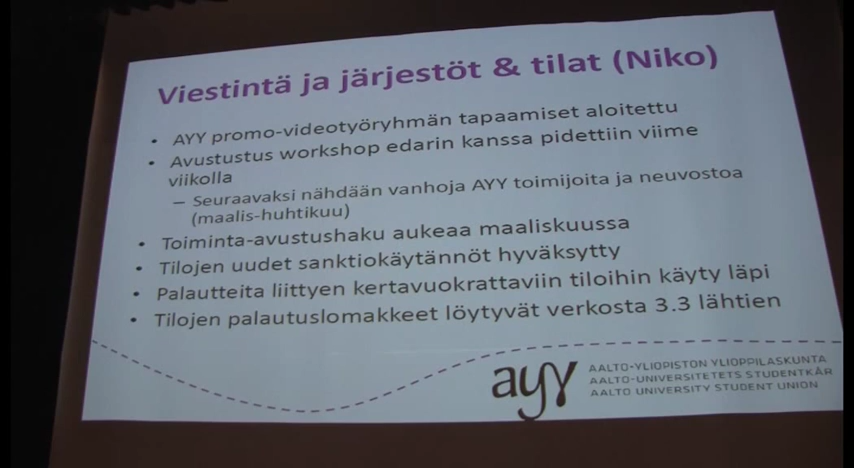 Viestintä ja järjestöt & tilat (Niko)
• AYY promo-videotyöryhmän tapaamiset aloitettu
• Avustustus workshop edarin kanssa pidettiin viime
viikolla
– Seuraavaksi nähdään vanhoja AYY toimijoita ja neuvostoa
(maalis-huhtikuu)
• Toiminta-avustushaku aukeaa maaliskuussa
• Tilojen uudet sanktiokäytännöt hyväksytty
• Palautteita liittyen kertavuokrattaviin tiloihin käyty läpi
• Tilojen palautuslomakkeet löytyvät verkosta 3.3 lähtien
ayy
AALTO-YLIOPISTON YLIOPPILASKUNTA
AALTO-UNIVERSITETETS STUDENTKÅR
AALTO UNIVERSITY STUDENT UNION